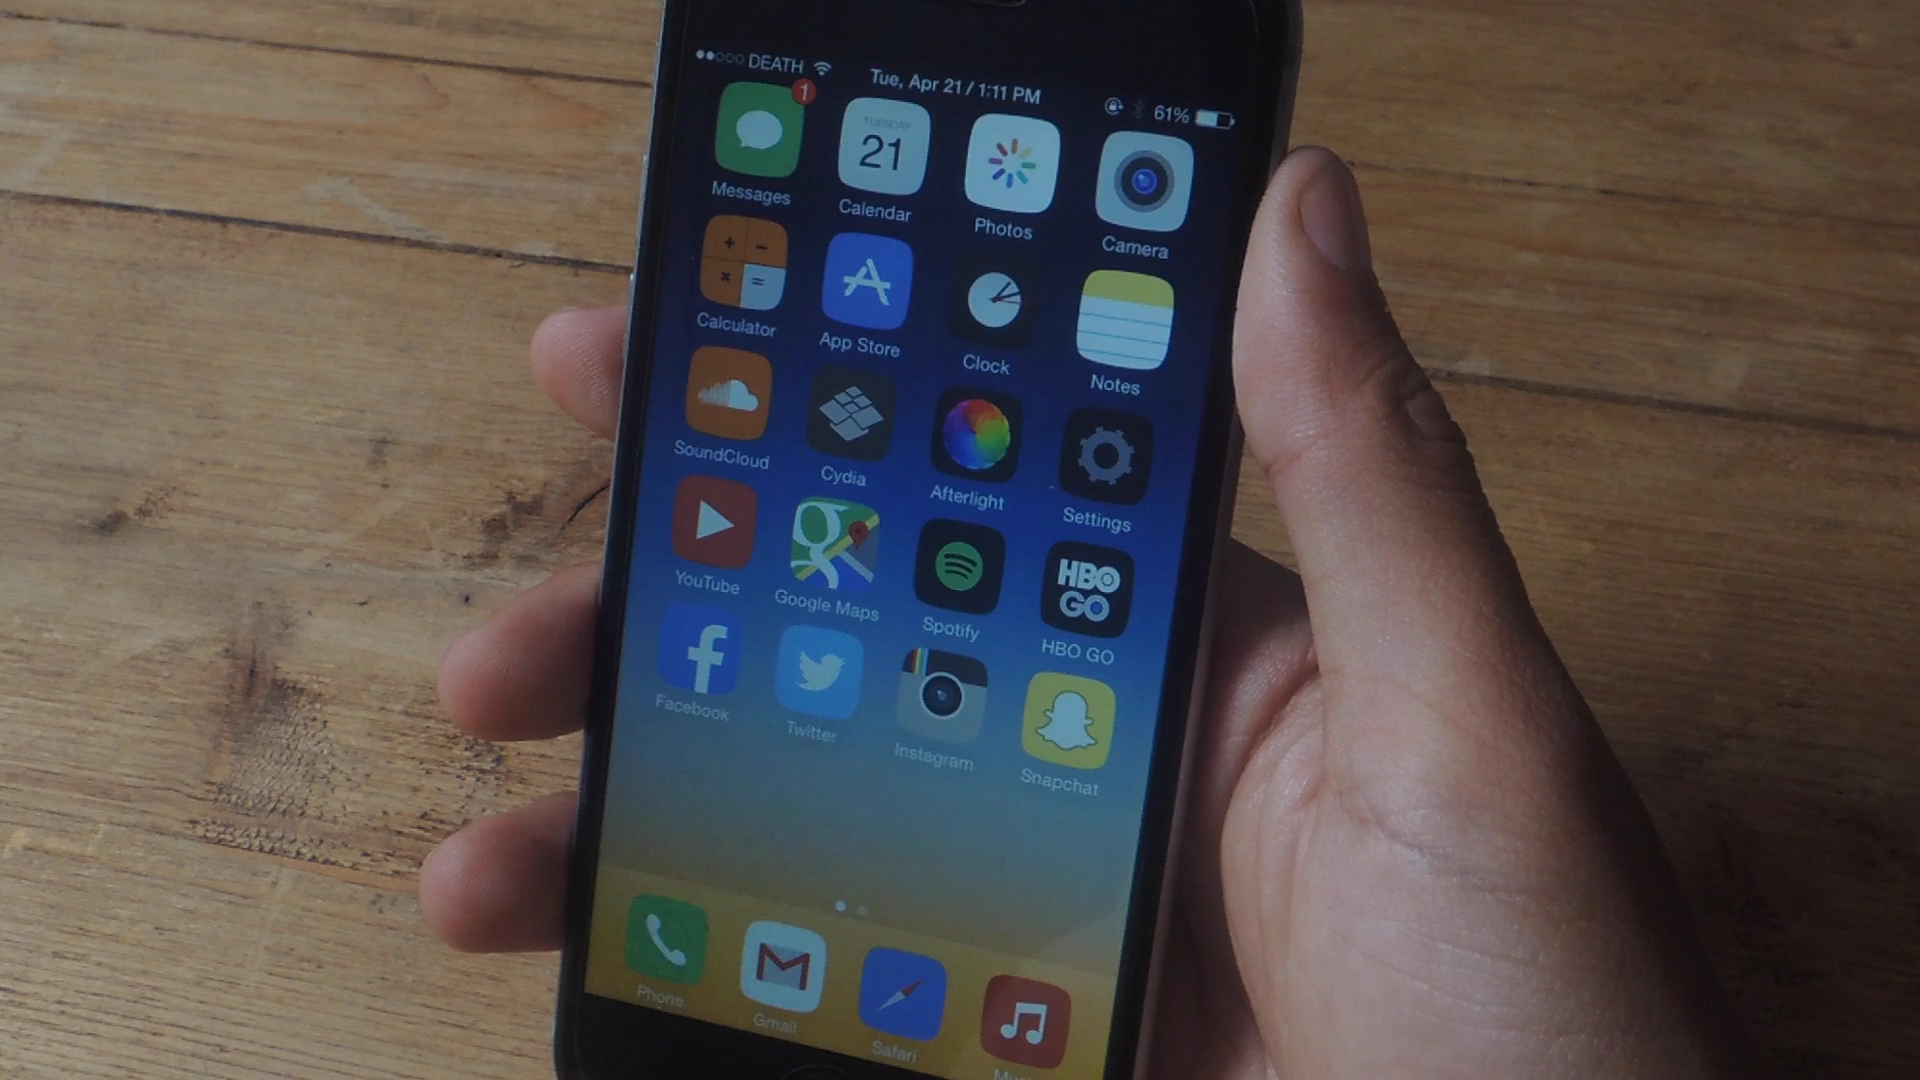 DEATH Tue, Apr 21 / 1:11 PM 61%
1
TUESDAY
21
Messages Calendar Photos Camera
+ −
× =
Calculator App Store Clock Notes
SoundCloud Cydia Afterlight Settings
HBO
GO
YouTube Google Maps Spotify HBO GO
Facebook Twitter Instagram Snapchat
Phone Gmail Safari